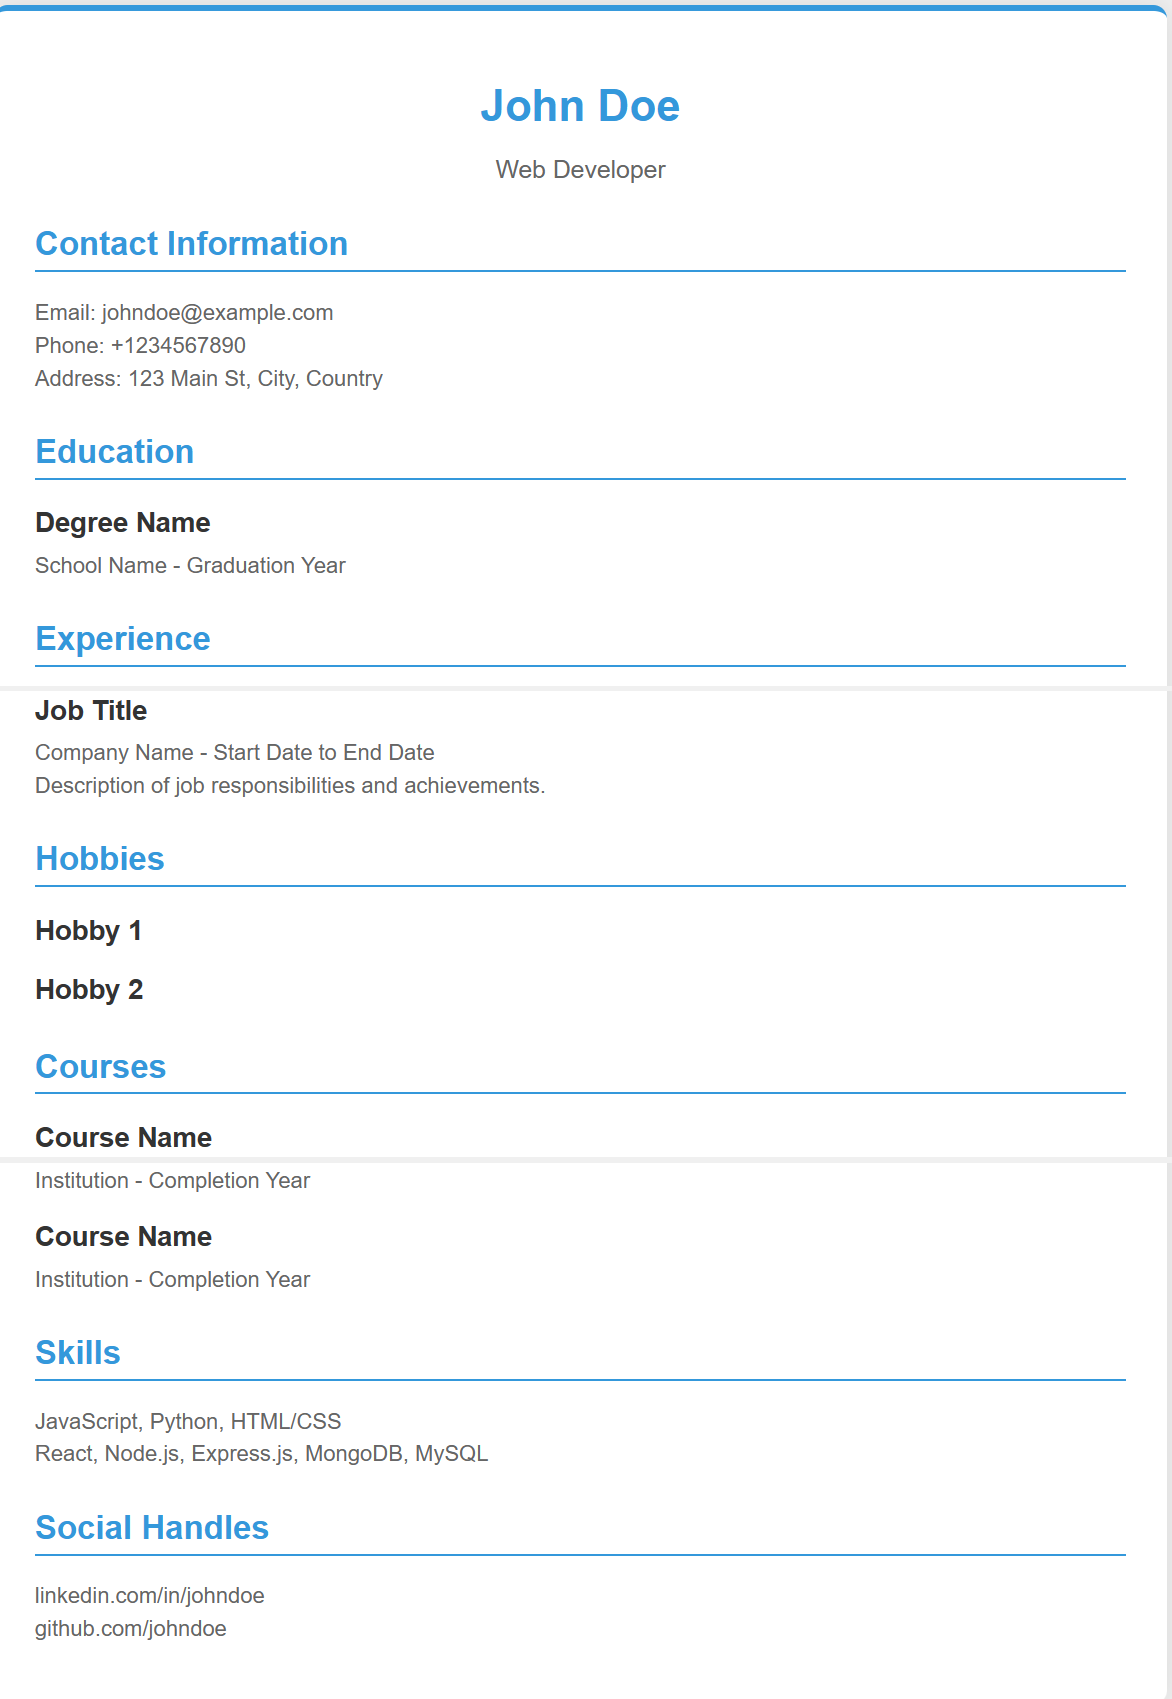 John Doe
Web Developer
Contact Information
Email: johndoe@example.com
Phone: +1234567890
Address: 123 Main St, City, Country
Education
Degree Name
School Name - Graduation Year
Experience
Job Title
Company Name - Start Date to End Date
Description of job responsibilities and achievements.
Hobbies
Hobby 1
Hobby 2
Courses
Course Name
Institution - Completion Year
Course Name
Institution - Completion Year
Skills
JavaScript, Python, HTML/CSS
React, Node.js, Express.js, MongoDB, MySQL
Social Handles
linkedin.com/in/johndoe
github.com/johndoe